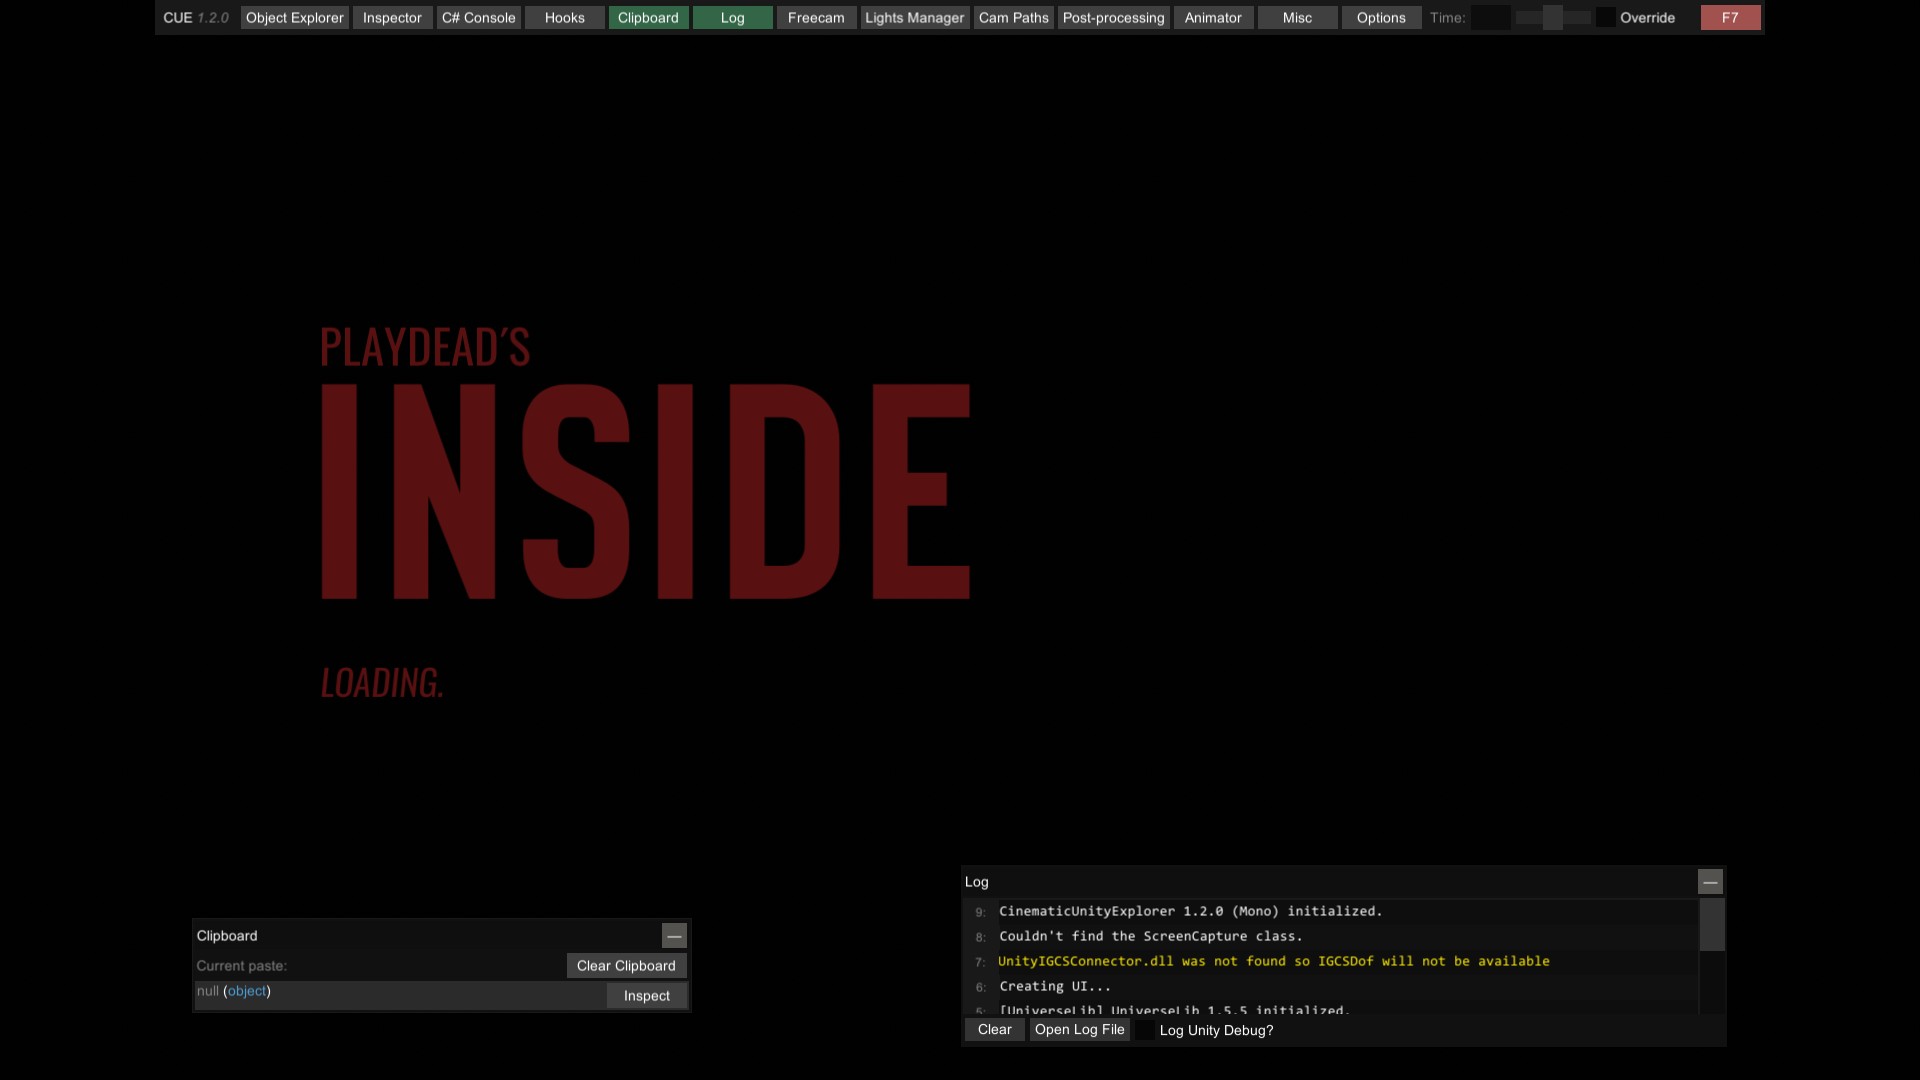 CUE 1.2.0 Object Explorer Inspector C# Console Hooks Clipboard Log Freecam Lights Manager Cam Paths Post-processing Animator Misc Options Time: Override F7
PLAYDEAD'S
INSIDE
LOADING.
Clipboard —
Current paste: Clear Clipboard
null (object) Inspect
Log —
9: CinematicUnityExplorer 1.2.0 (Mono) initialized.
8: Couldn't find the ScreenCapture class.
7: UnityIGCSConnector.dll was not found so IGCSDof will not be available
6: Creating UI...
5: [UniverseLib] UniverseLib 1.5.5 initialized.
Clear Open Log File Log Unity Debug?